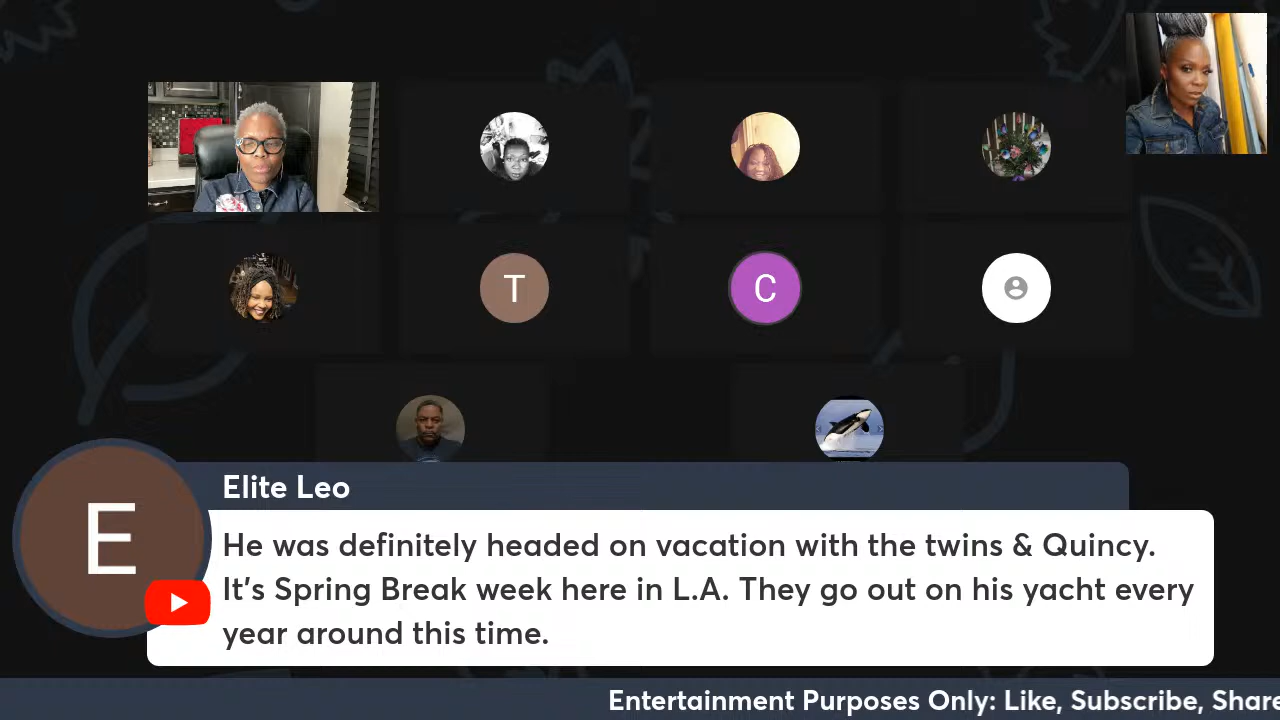 T
C
E
Elite Leo
He was definitely headed on vacation with the twins & Quincy.
It's Spring Break week here in L.A. They go out on his yacht every
year around this time.
Entertainment Purposes Only: Like, Subscribe, Share